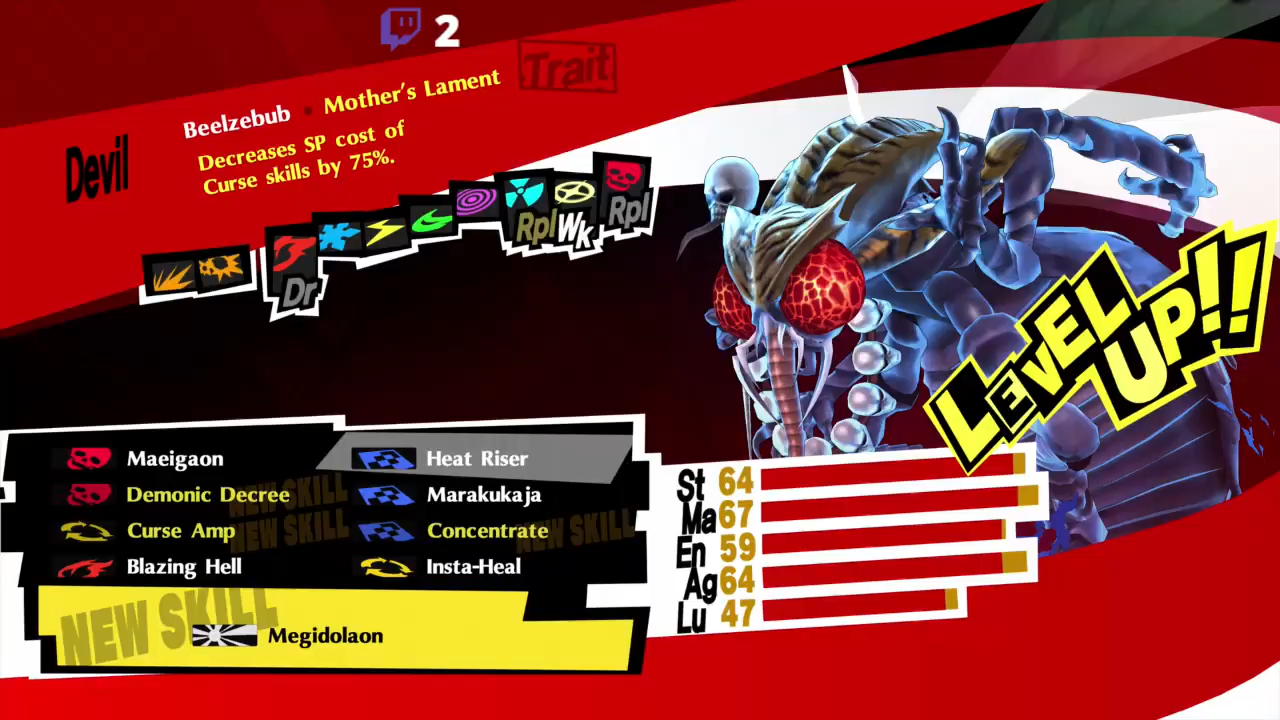 2
Trait
Beelzebub • Mother's Lament
Devil
Decreases SP cost of
Curse skills by 75%.
Dr
Rpl
Wk
Rpl
LEVEL
UP!!
Maeigaon
Heat Riser
Demonic Decree
NEW SKILL
Marakukaja
Curse Amp
NEW SKILL
Concentrate
NEW SKILL
Blazing Hell
Insta-Heal
NEW SKILL
Megidolaon
St 64
Ma 67
En 59
Ag 64
Lu 47